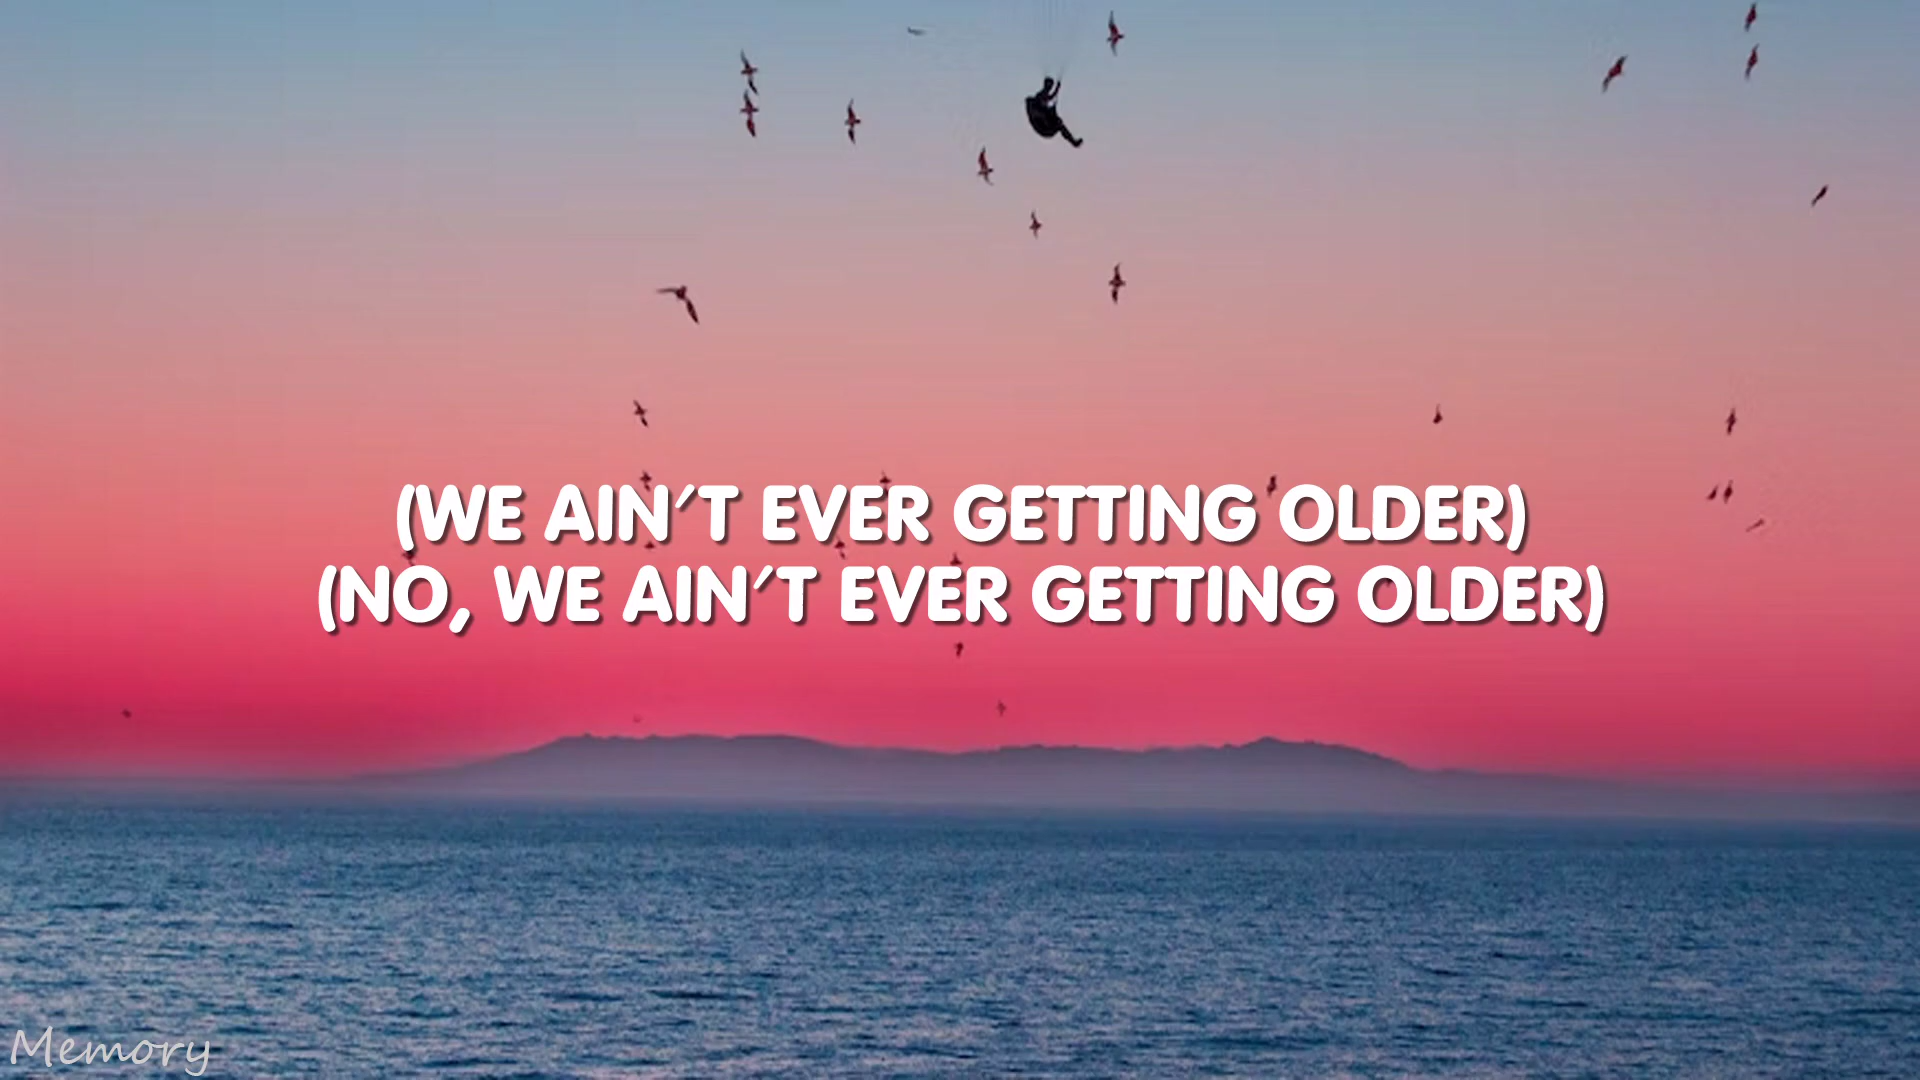 (WE AIN'T EVER GETTING OLDER)
(NO, WE AIN'T EVER GETTING OLDER)
Memory